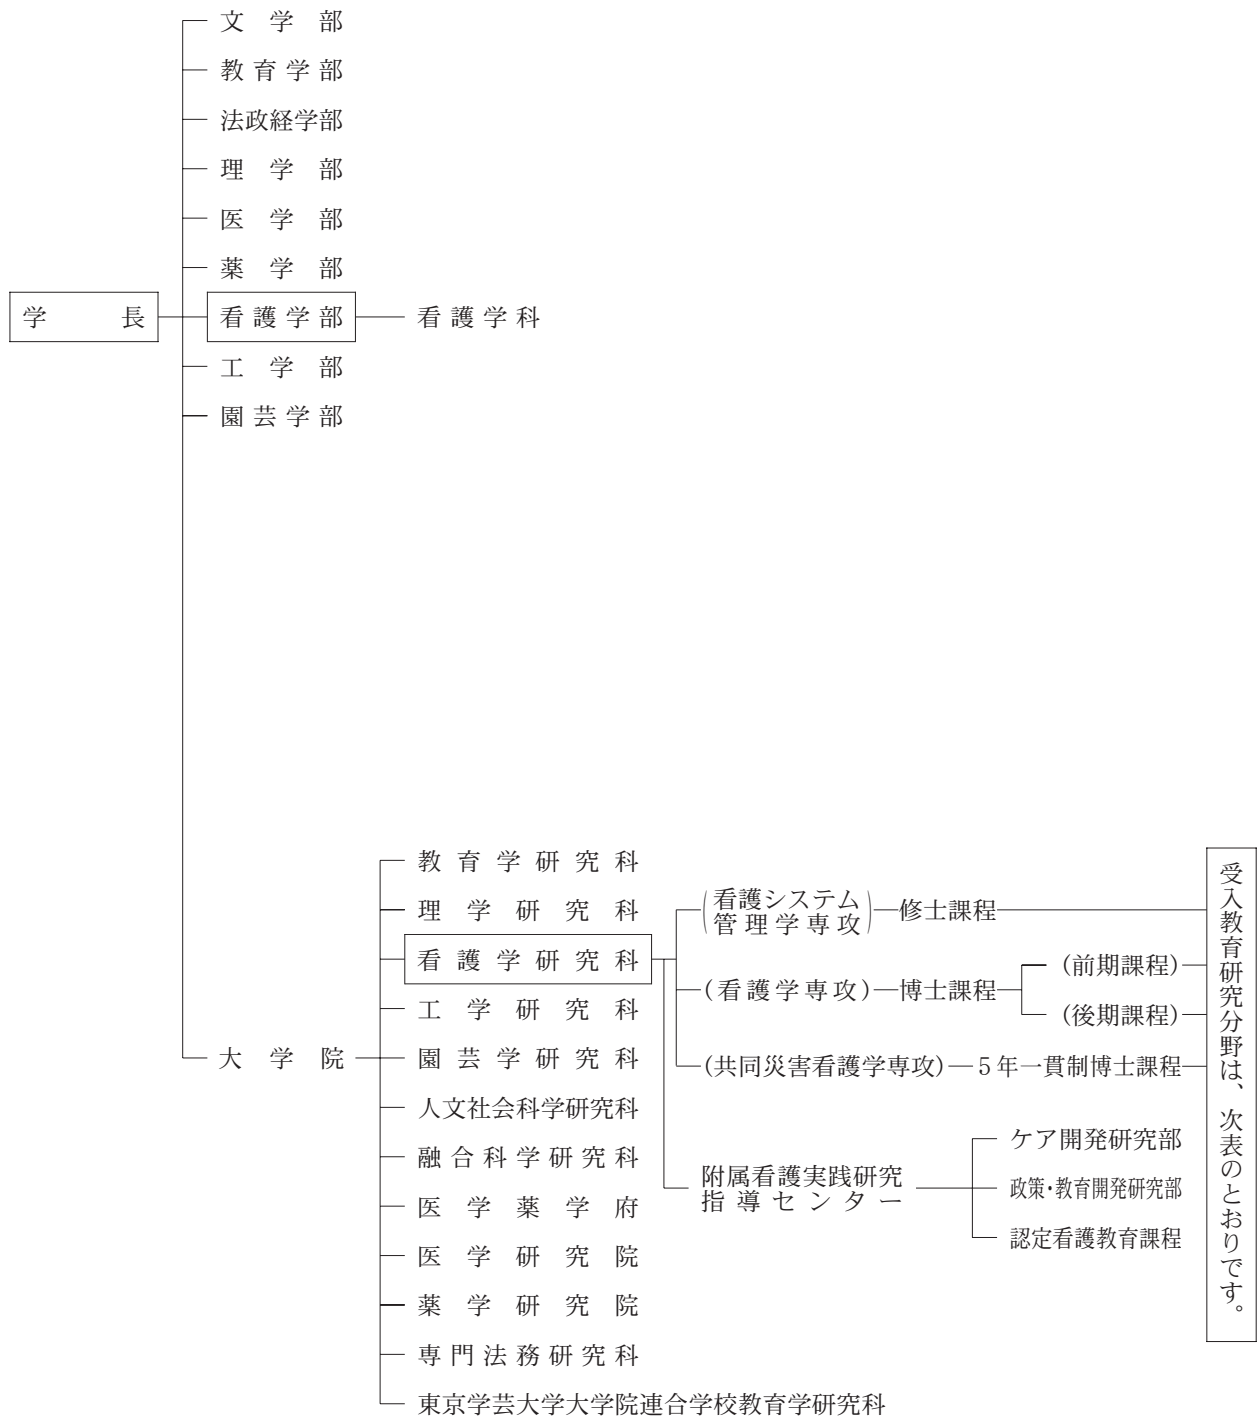 文学部
教育学部
法政経学部
理学部
医学部
薬学部
学長
看護学部
看護学科
工学部
園芸学部
大学院
教育学研究科
理学研究科
看護学研究科
工学研究科
園芸学研究科
人文社会科学研究科
融合科学研究科
医学薬学府
医学研究院
薬学研究院
専門法務研究科
東京学芸大学大学院連合学校教育学研究科
(看護システム
管理学専攻)
修士課程
(看護学専攻)
博士課程
(前期課程)
(後期課程)
(共同災害看護学専攻)
5年一貫制博士課程
附属看護実践研究
指導センター
ケア開発研究部
政策・教育開発研究部
認定看護教育課程
受入教育研究分野は、次表のとおりです。